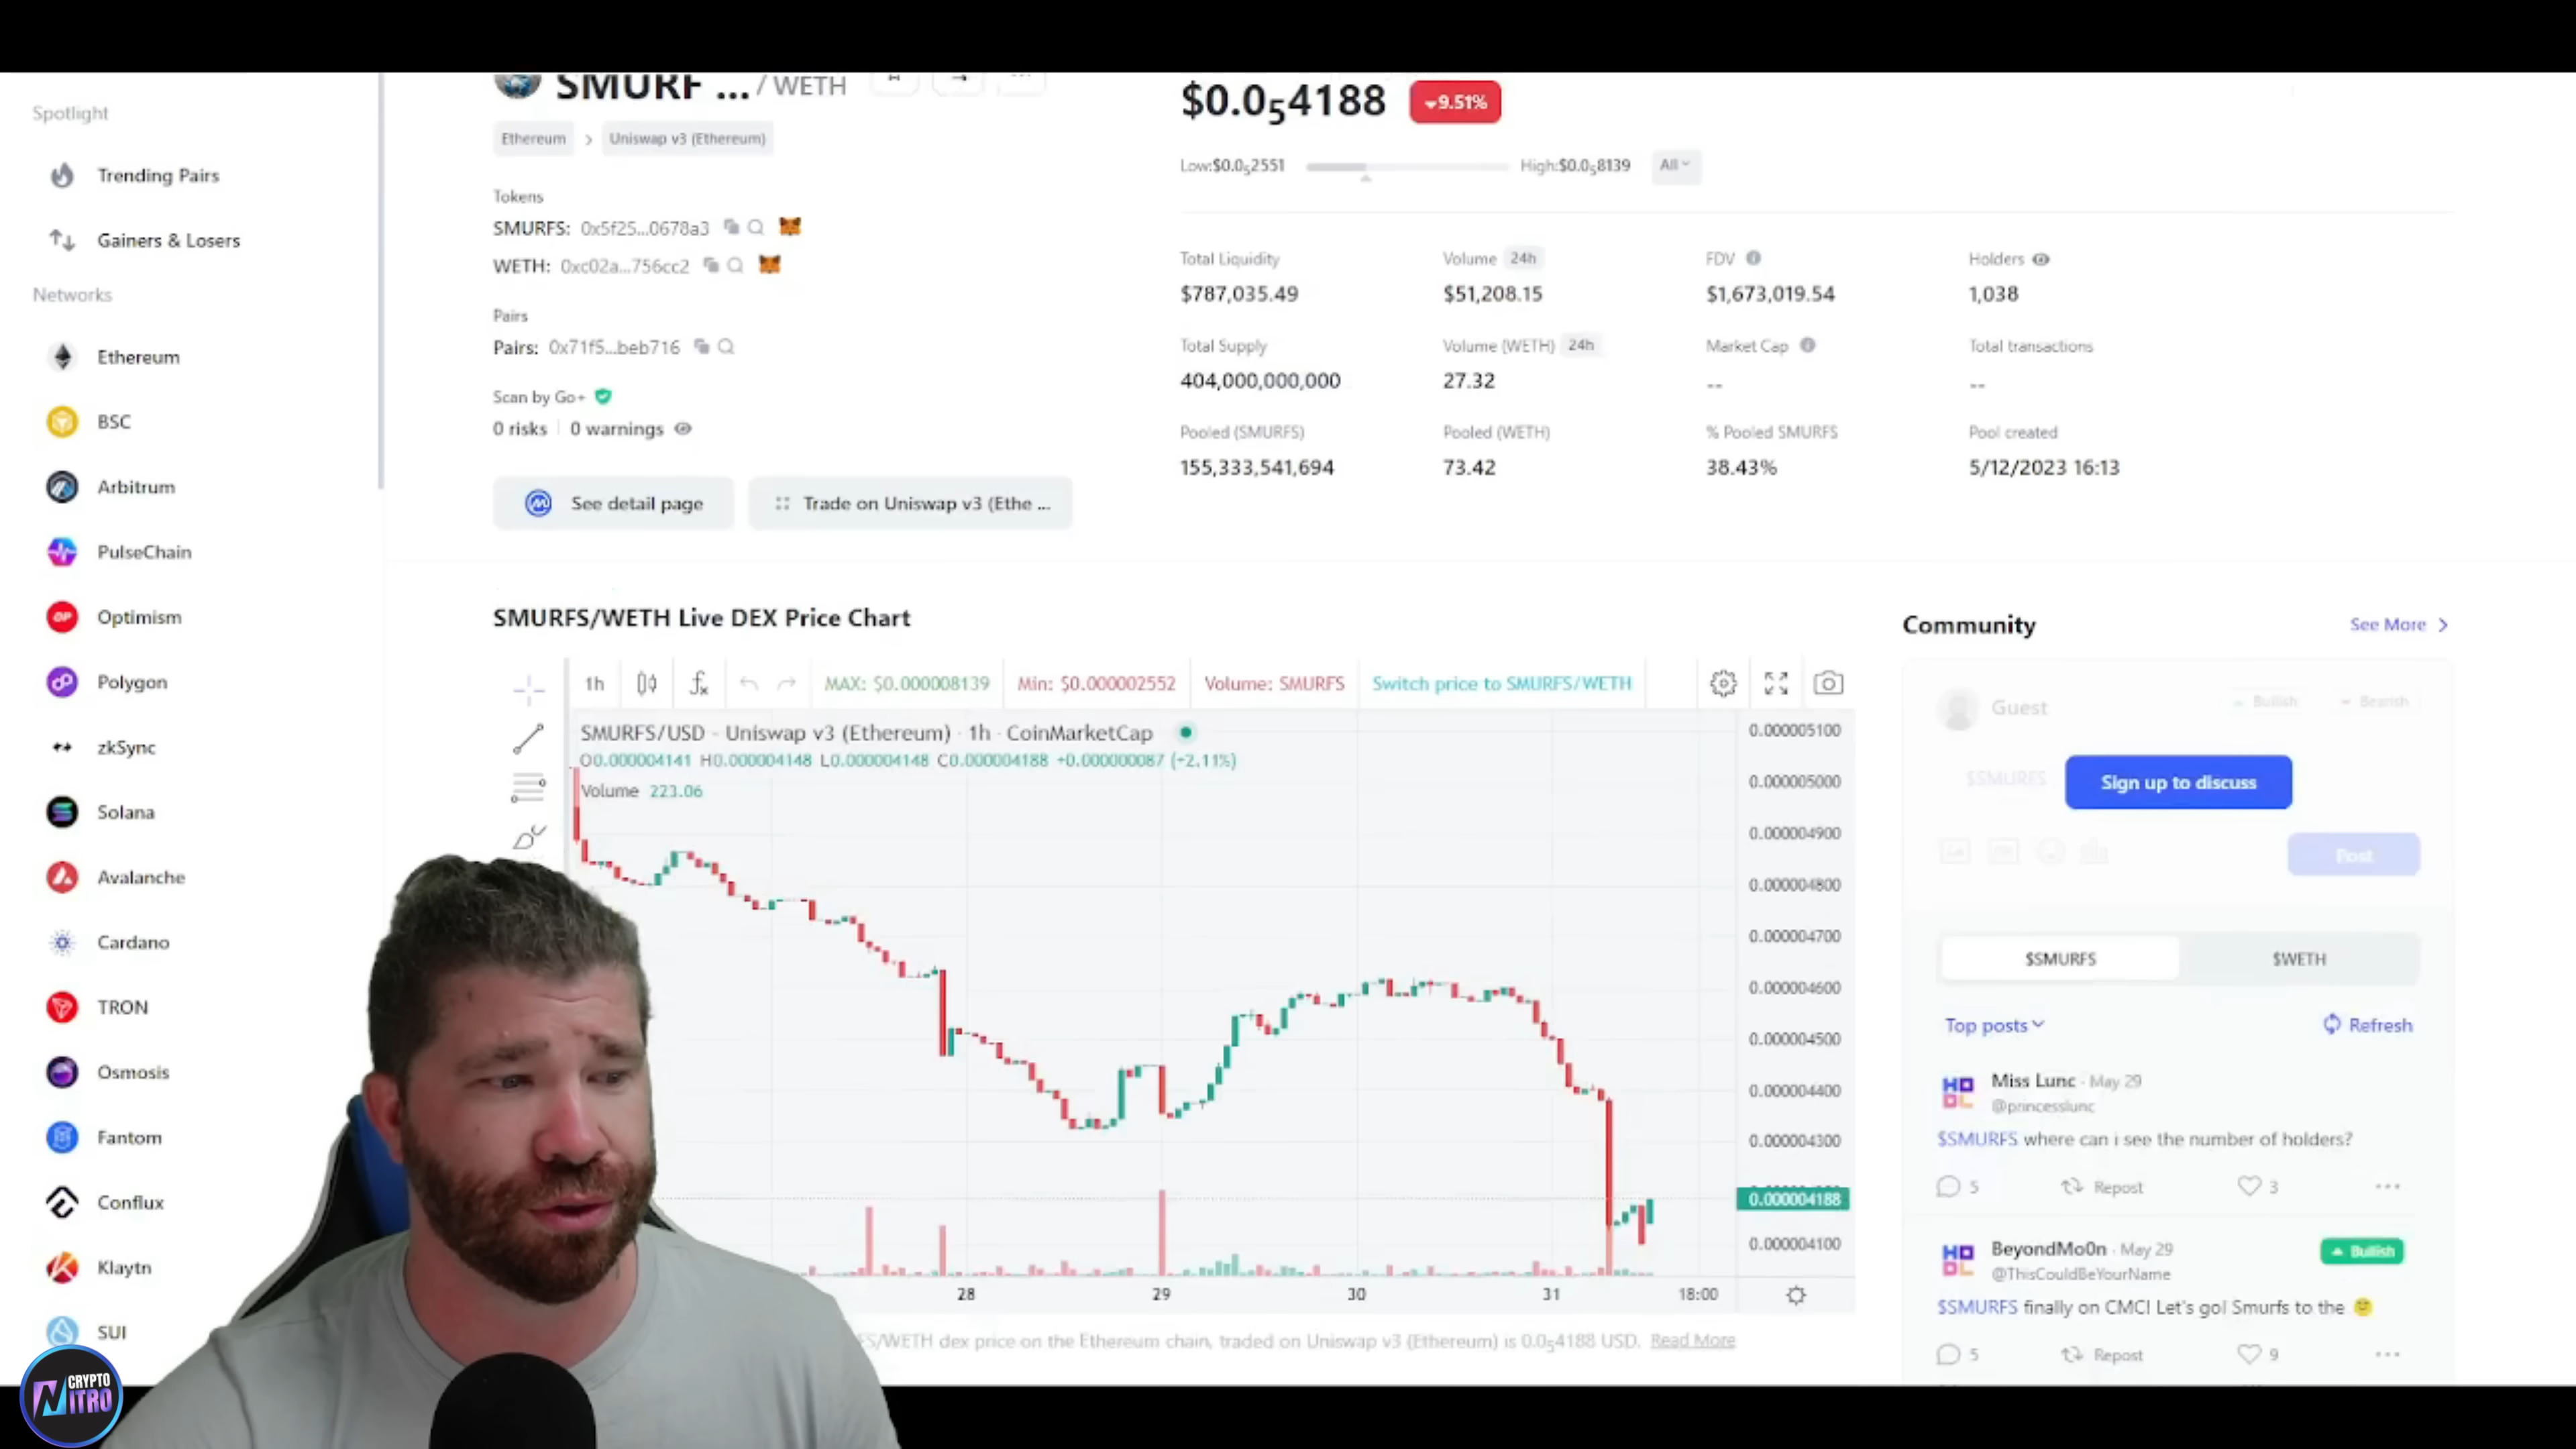 Spotlight
Trending Pairs
Gainers & Losers
Networks
Ethereum
BSC
Arbitrum
PulseChain
Optimism
Polygon
zkSync
Solana
Avalanche
Cardano
TRON
Osmosis
Fantom
Conflux
Klaytn
SUI
CRYPTO
NITRO
SMURF ... / WETH
Ethereum > Uniswap v3 (Ethereum)
Tokens
SMURFS: 0x5f25...0678a3
WETH: 0xc02a...756cc2
Pairs
Pairs: 0x71f5...beb716
Scan by Go+
0 risks | 0 warnings
See detail page
Trade on Uniswap v3 (Ethe ...
$0.0₅4188 9.51%
Low:$0.0₅2551 High:$0.0₅8139 All
Total Liquidity
$787,035.49
Volume 24h
$51,208.15
FDV
$1,673,019.54
Holders
1,038
Total Supply
404,000,000,000
Volume (WETH) 24h
27.32
Market Cap
--
Total transactions
--
Pooled (SMURFS)
155,333,541,694
Pooled (WETH)
73.42
% Pooled SMURFS
38.43%
Pool created
5/12/2023 16:13
SMURFS/WETH Live DEX Price Chart
1h MAX: $0.000008139 Min: $0.000002552 Volume: SMURFS Switch price to SMURFS/WETH
SMURFS/USD - Uniswap v3 (Ethereum) · 1h · CoinMarketCap
O0.000004141 H0.000004148 L0.000004148 C0.000004188 +0.000000087 (+2.11%)
Volume 223.06
0.000005100
0.000005000
0.000004900
0.000004800
0.000004700
0.000004600
0.000004500
0.000004400
0.000004300
0.000004188
0.000004100
28 29 30 31 18:00
S/WETH dex price on the Ethereum chain, traded on Uniswap v3 (Ethereum) is 0.0₅4188 USD. Read More
Community
See More >
Guest
Bullish
Bearish
$SMURFS
Sign up to discuss
Post
$SMURFS
$WETH
Top posts
Refresh
Miss Lunc · May 29
@princesslunc
$SMURFS where can i see the number of holders?
5 Repost 3 ...
BeyondMo0n · May 29
Bullish
@ThisCouldBeYourName
$SMURFS finally on CMC! Let's go! Smurfs to the
5 Repost 9 ...